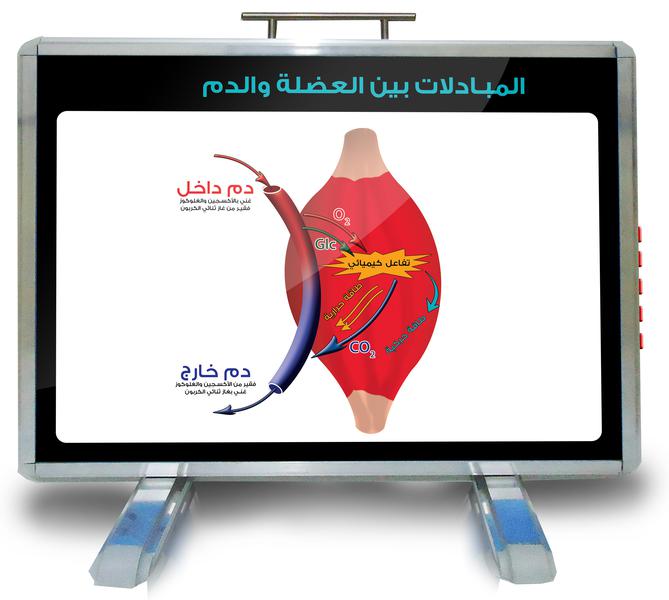 المبادلات بين العضلة والدم
دم داخل
غني بالأكسجين والغلوكوز
فقير من غاز ثنائي الكربون
O2
Glc
تفاعل كيميائي
طاقة حرارية
طاقة حركية
CO2
دم خارج
فقير من الأكسجين والغلوكوز
غني بغاز ثنائي الكربون